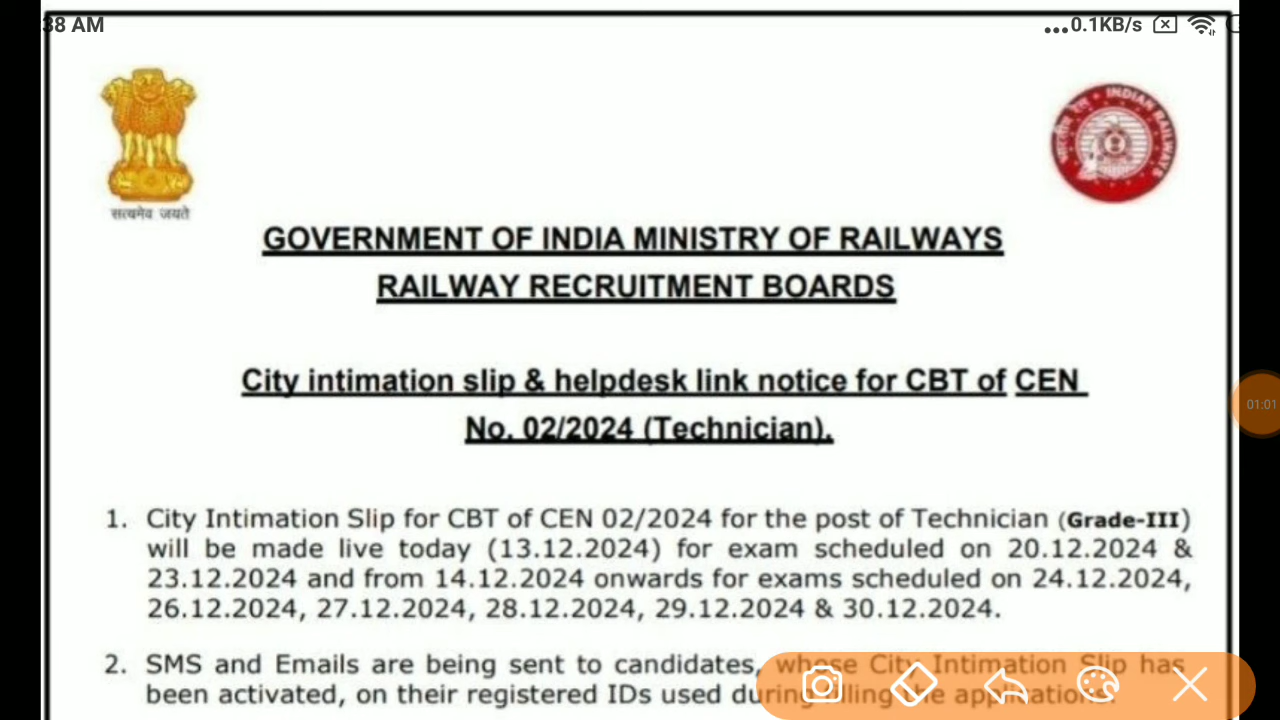 38 AM
...0.1KB/s
सत्यमेव जयते
भारतीय रेल INDIAN RAILWAYS
GOVERNMENT OF INDIA MINISTRY OF RAILWAYS
RAILWAY RECRUITMENT BOARDS
City intimation slip & helpdesk link notice for CBT of CEN
No. 02/2024 (Technician).
01:01
1. City Intimation Slip for CBT of CEN 02/2024 for the post of Technician (Grade-III)
will be made live today (13.12.2024) for exam scheduled on 20.12.2024 &
23.12.2024 and from 14.12.2024 onwards for exams scheduled on 24.12.2024,
26.12.2024, 27.12.2024, 28.12.2024, 29.12.2024 & 30.12.2024.
2. SMS and Emails are being sent to candidates, whose City Intimation Slip has
been activated, on their registered IDs used during filling the applications.